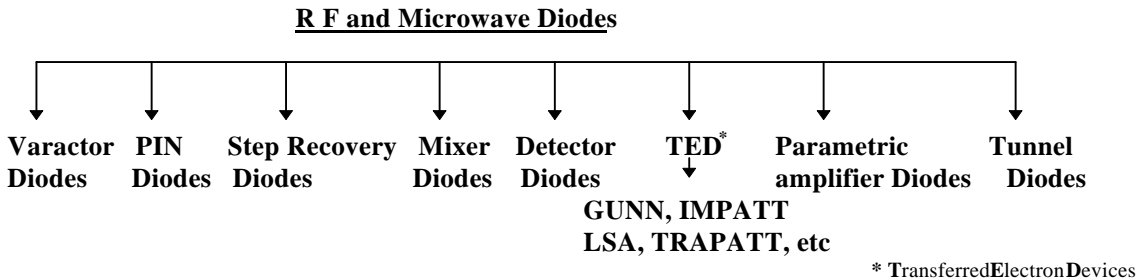 R F and Microwave Diodes
Varactor Diodes
PIN Diodes
Step Recovery Diodes
Mixer Diodes
Detector Diodes
TED*
GUNN, IMPATT
LSA, TRAPATT, etc
Parametric amplifier Diodes
Tunnel Diodes
* TransferredElectronDevices